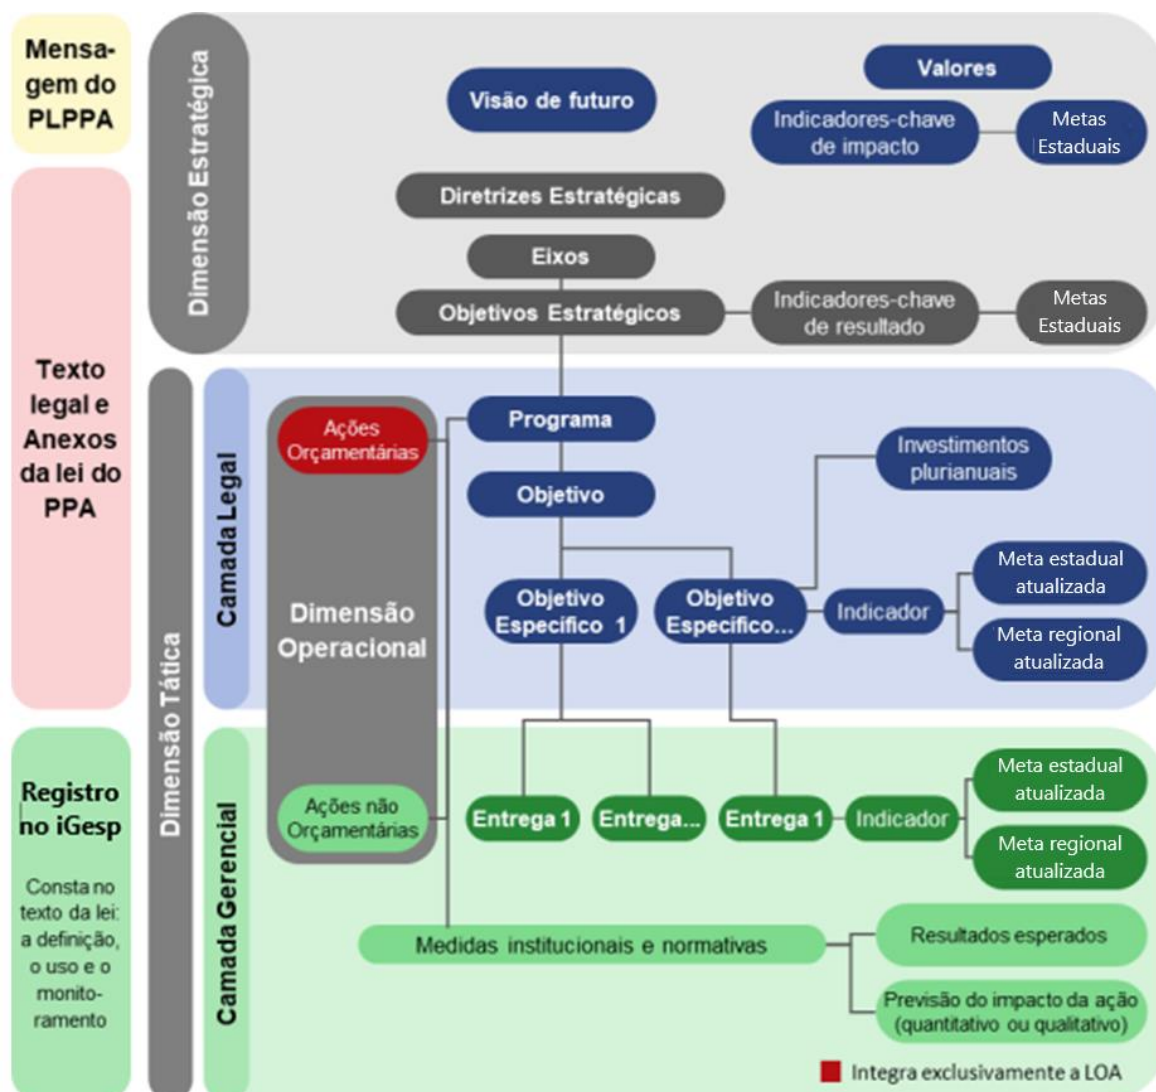 Mensa-
gem do
PLPPA
Texto
legal e
Anexos
da lei do
PPA
Registro
no iGesp
Consta no
texto da lei:
a definição,
o uso e o
monito-
ramento
Dimensão Estratégica
Visão de futuro
Valores
Indicadores-chave
de impacto
Metas
Estaduais
Diretrizes Estratégicas
Eixos
Objetivos Estratégicos
Indicadores-chave
de resultado
Metas
Estaduais
Dimensão Tática
Camada Legal
Ações
Orçamentárias
Dimensão
Operacional
Ações não
Orçamentárias
Programa
Objetivo
Investimentos
plurianuais
Objetivo
Específico 1
Objetivo
Específico...
Indicador
Meta estadual
atualizada
Meta regional
atualizada
Camada Gerencial
Entrega 1
Entrega...
Entrega 1
Indicador
Meta estadual
atualizada
Meta regional
atualizada
Medidas institucionais e normativas
Resultados esperados
Previsão do impacto da ação
(quantitativo ou qualitativo)
Integra exclusivamente a LOA